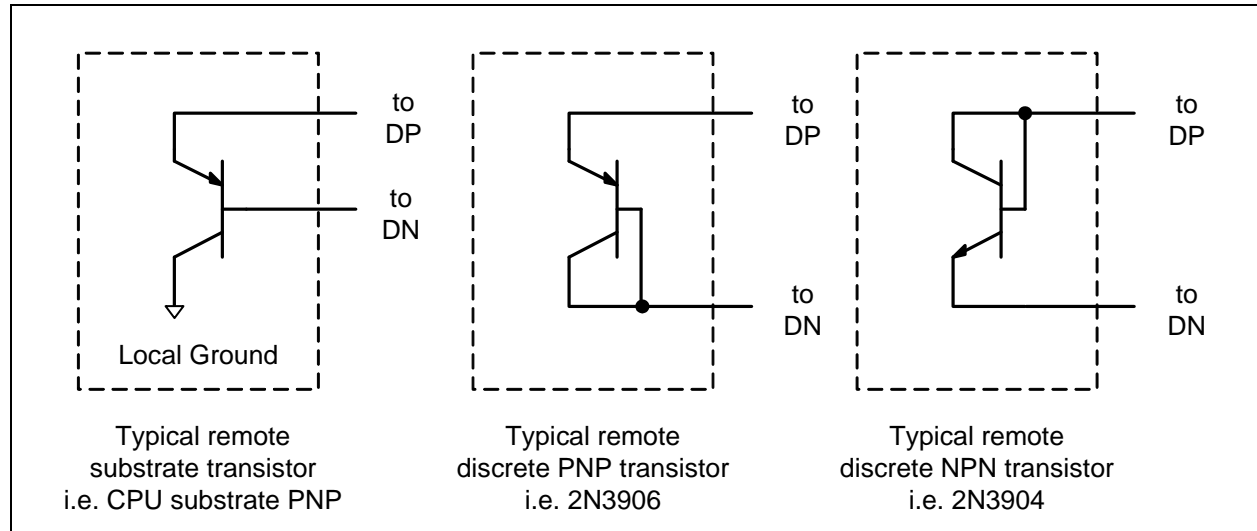 to
DP
to
DN
Local Ground
Typical remote
substrate transistor
i.e. CPU substrate PNP
to
DP
to
DN
Typical remote
discrete PNP transistor
i.e. 2N3906
to
DP
to
DN
Typical remote
discrete NPN transistor
i.e. 2N3904